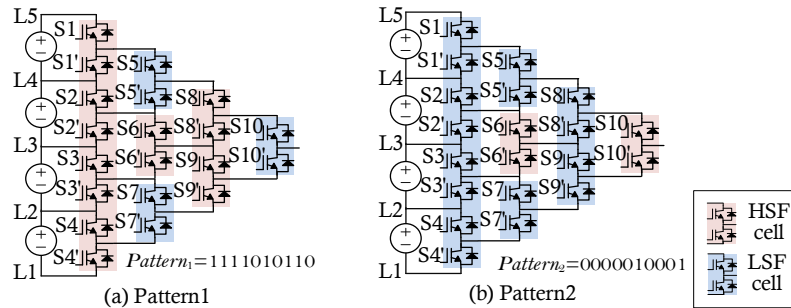 L5
S1
S1'
L4
S2
S2'
L3
S3
S3'
L2
S4
S4'
L1
S5
S5'
S6
S6'
S7
S7'
S8
S8'
S9
S9'
S10
S10'
Pattern₁=1111010110
(a) Pattern1
L5
S1
S1'
L4
S2
S2'
L3
S3
S3'
L2
S4
S4'
L1
S5
S5'
S6
S6'
S7
S7'
S8
S8'
S9
S9'
S10
S10'
Pattern₂=0000010001
(b) Pattern2
HSF
cell
LSF
cell